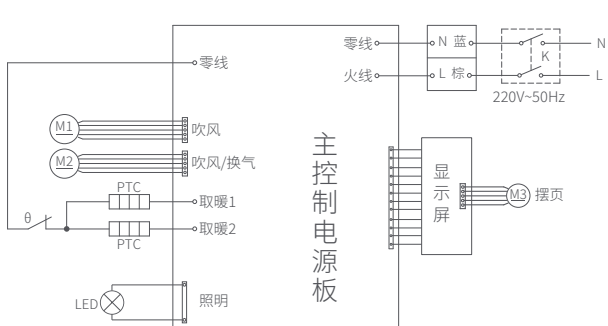 零线
N 蓝
N
火线
L 棕
K
L
220V~50Hz
零线
M1
吹风
M2
吹风/换气
PTC
取暖1
θ
取暖2
PTC
LED
照明
主控制电源板
显示屏
M3
摆页